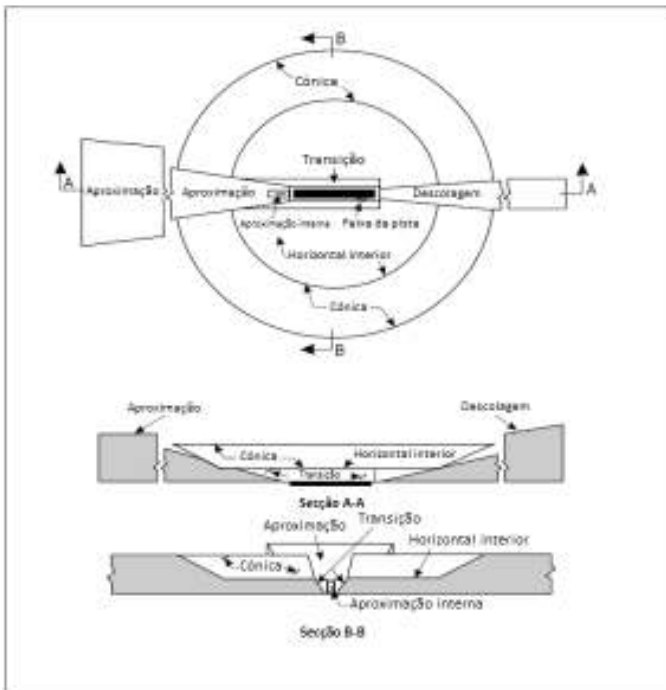 B
Cónica
Transição
A
Aproximação
Aproximação
Descolagem
A
Aproximação interna
Faixa da pista
Horizontal interior
Cónica
B
Aproximação
Descolagem
Cónica
Horizontal interior
Transição
Secção A-A
Aproximação
Transição
Horizontal interior
Cónica
Aproximação interna
Secção B-B